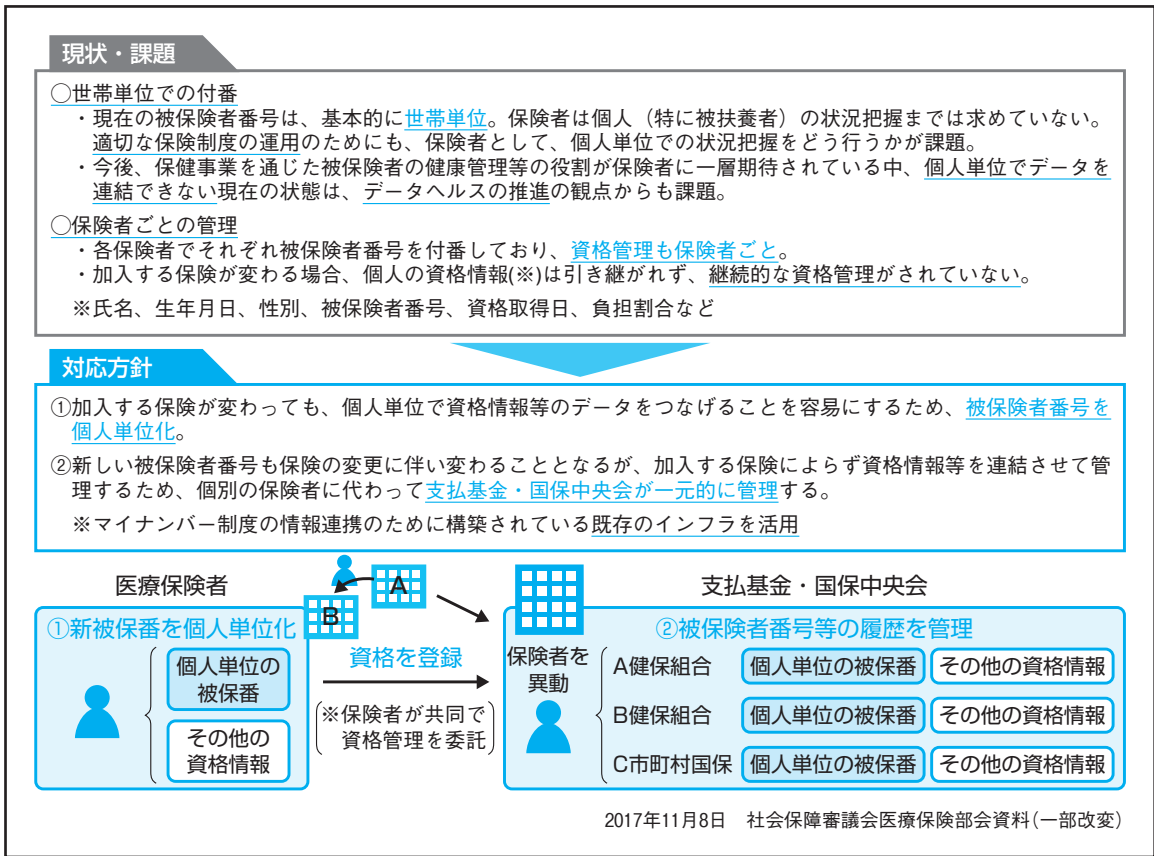 現状・課題
◯世帯単位での付番
・現在の被保険者番号は、基本的に世帯単位。保険者は個人（特に被扶養者）の状況把握までは求めていない。
適切な保険制度の運用のためにも、保険者として、個人単位での状況把握をどう行うかが課題。
・今後、保健事業を通じた被保険者の健康管理等の役割が保険者に一層期待されている中、個人単位でデータを
連結できない現在の状態は、データヘルスの推進の観点からも課題。
◯保険者ごとの管理
・各保険者でそれぞれ被保険者番号を付番しており、資格管理も保険者ごと。
・加入する保険が変わる場合、個人の資格情報(※)は引き継がれず、継続的な資格管理がされていない。
※氏名、生年月日、性別、被保険者番号、資格取得日、負担割合など
対応方針
①加入する保険が変わっても、個人単位で資格情報等のデータをつなげることを容易にするため、被保険者番号を
個人単位化。
②新しい被保険者番号も保険の変更に伴い変わることとなるが、加入する保険によらず資格情報等を連結させて管
理するため、個別の保険者に代わって支払基金・国保中央会が一元的に管理する。
※マイナンバー制度の情報連携のために構築されている既存のインフラを活用
医療保険者
A
B
支払基金・国保中央会
①新被保番を個人単位化
個人単位の
被保番
その他の
資格情報
資格を登録
(※保険者が共同で
資格管理を委託)
②被保険者番号等の履歴を管理
保険者を
異動
A健保組合 個人単位の被保番 その他の資格情報
B健保組合 個人単位の被保番 その他の資格情報
C市町村国保 個人単位の被保番 その他の資格情報
2017年11月8日　社会保障審議会医療保険部会資料(一部改変)